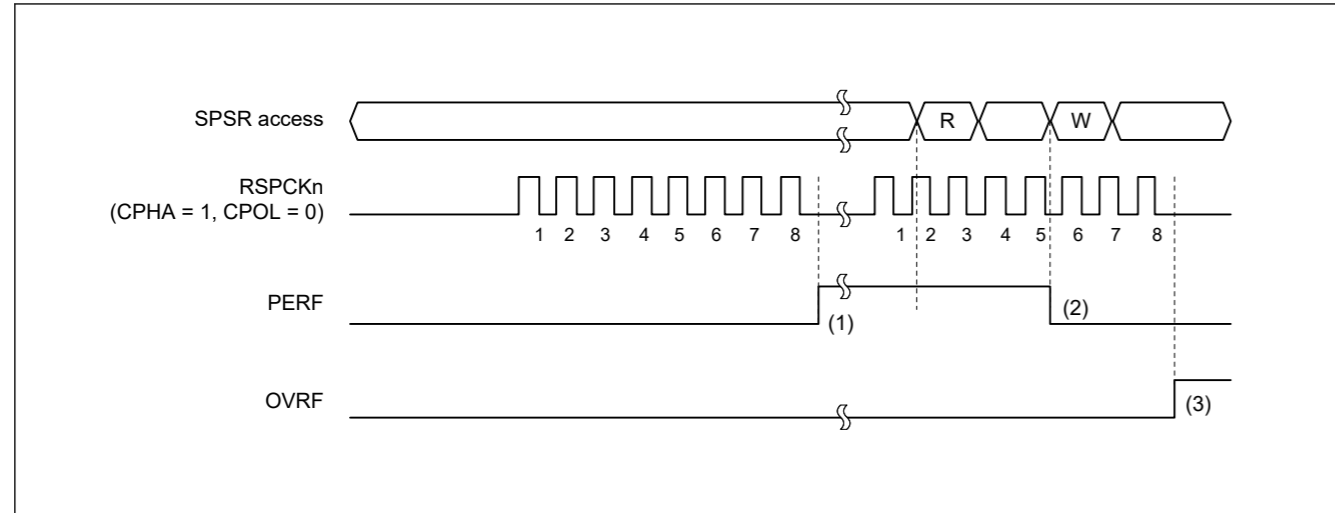 SPSR access
R
W
RSPCKn
(CPHA = 1, CPOL = 0)
1 2 3 4 5 6 7 8 1 2 3 4 5 6 7 8
PERF
(1)
(2)
OVRF
(3)